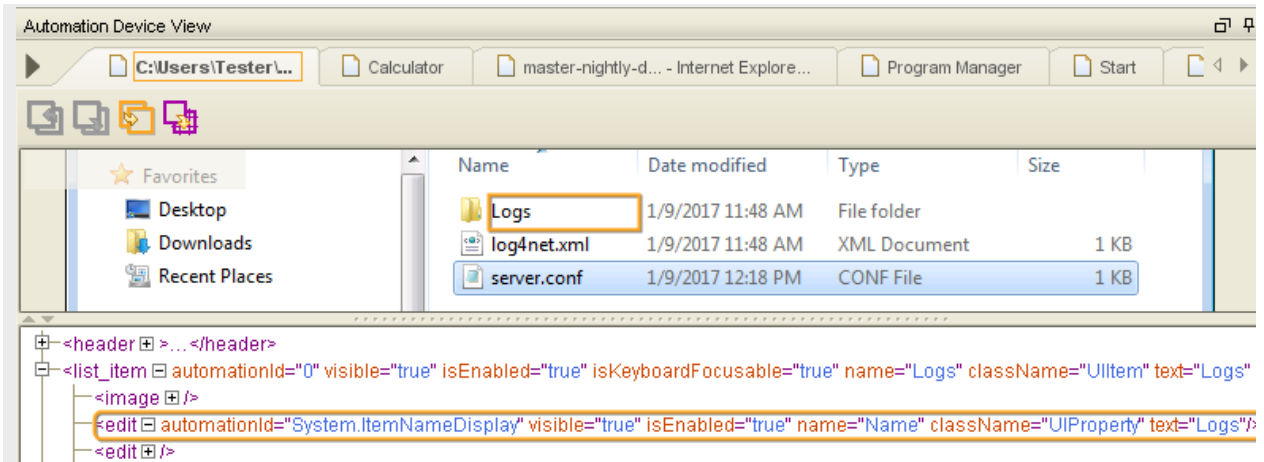 Automation Device View
C:\Users\Tester\... Calculator master-nightly-d... - Internet Explore... Program Manager Start
Favorites Name Date modified Type Size
Desktop Logs 1/9/2017 11:48 AM File folder
Downloads log4net.xml 1/9/2017 11:48 AM XML Document 1 KB
Recent Places server.conf 1/9/2017 12:18 PM CONF File 1 KB
<header >...</header>
<list_item automationId="0" visible="true" isEnabled="true" isKeyboardFocusable="true" name="Logs" className="UIItem" text="Logs"
<image />
<edit automationId="System.ItemNameDisplay" visible="true" isEnabled="true" name="Name" className="UIProperty" text="Logs"/>
<edit />